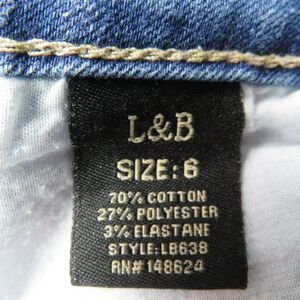 L&B
SIZE:6
70% COTTON
27% POLYESTER
3% ELASTANE
STYLE:LB638
RN# 148624